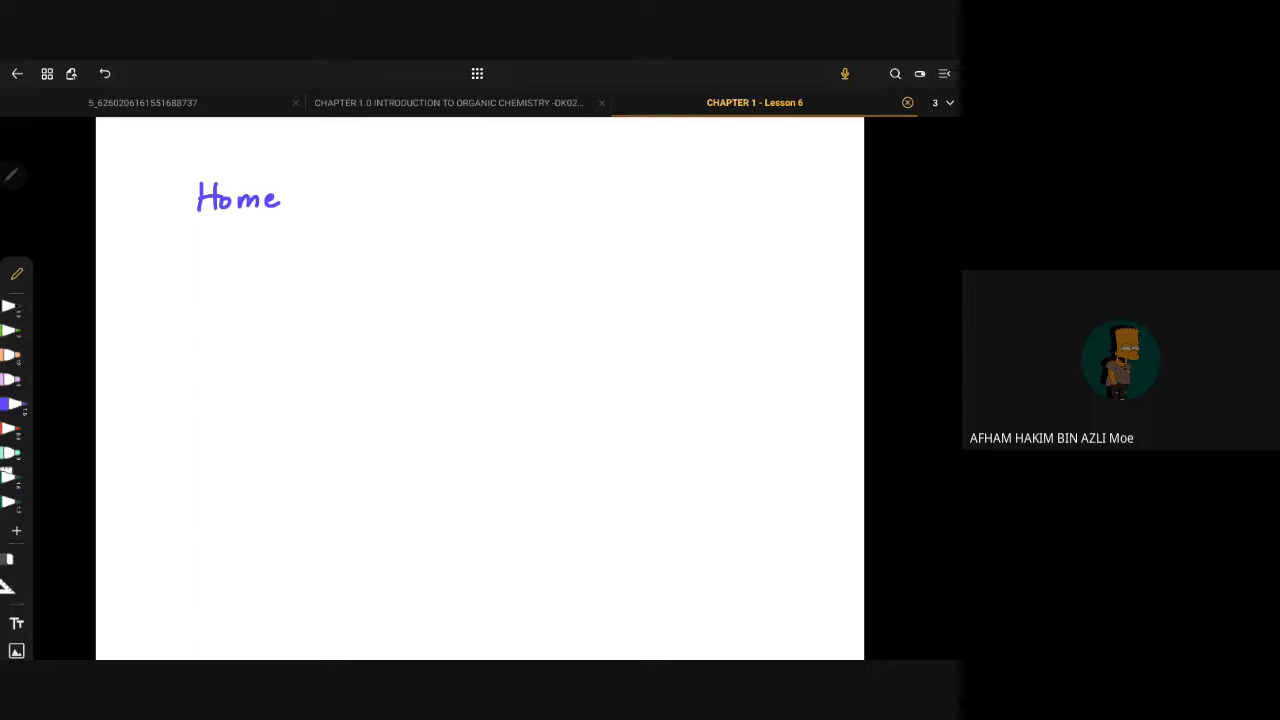 5_6260206161551688737
CHAPTER 1.0 INTRODUCTION TO ORGANIC CHEMISTRY -DK02...
CHAPTER 1 - Lesson 6
3
Home
Tт
AFHAM HAKIM BIN AZLI Moe